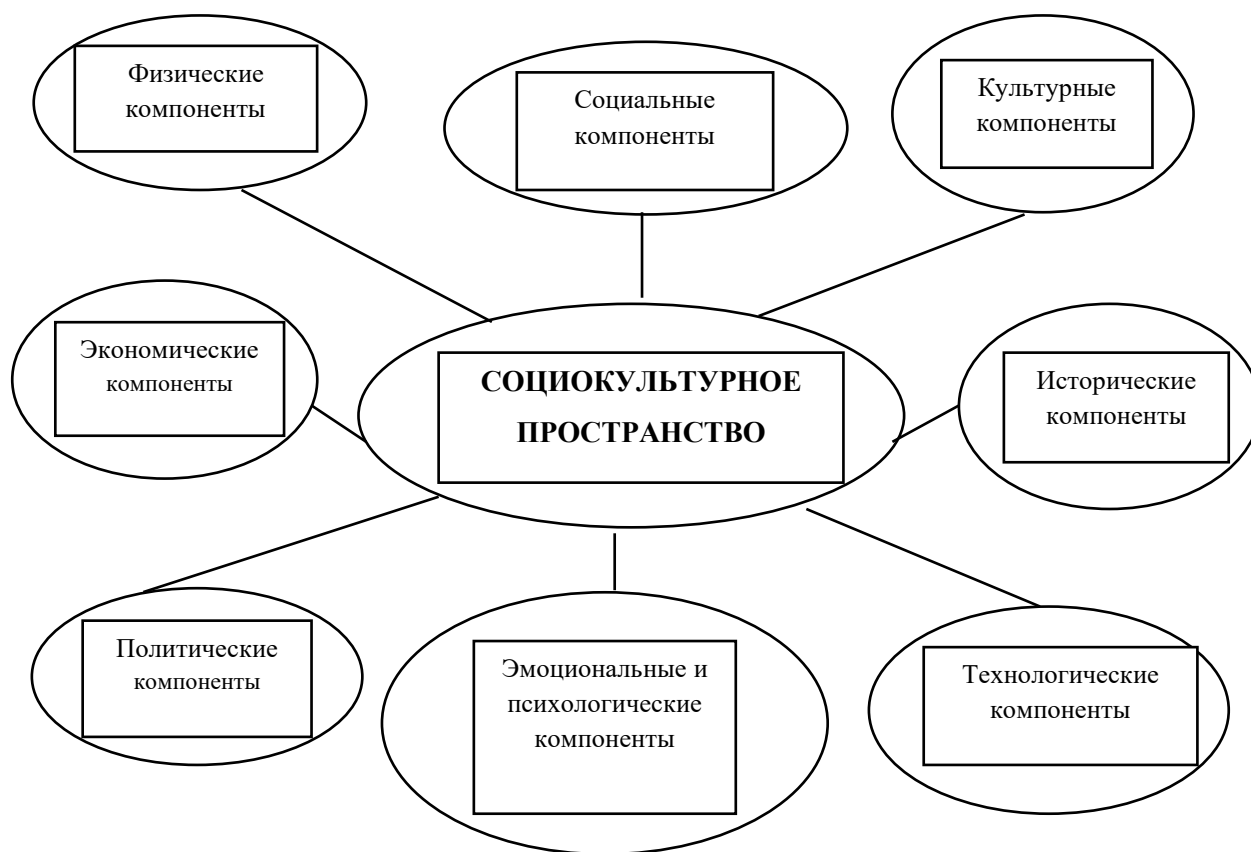 Физические
компоненты
Социальные
компоненты
Культурные
компоненты
Экономические
компоненты
СОЦИОКУЛЬТУРНОЕ
ПРОСТРАНСТВО
Исторические
компоненты
Политические
компоненты
Эмоциональные и
психологические
компоненты
Технологические
компоненты